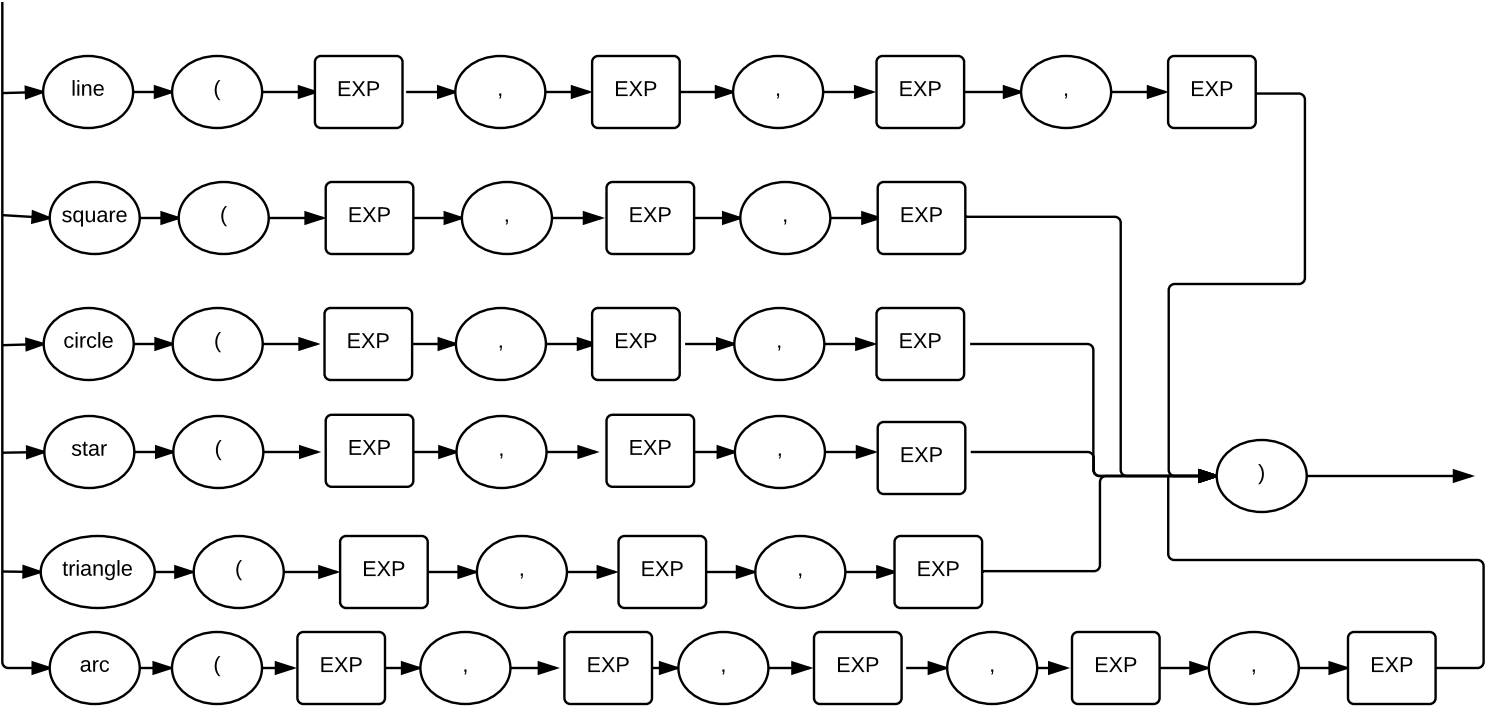 line ( EXP , EXP , EXP , EXP
square ( EXP , EXP , EXP
circle ( EXP , EXP , EXP
star ( EXP , EXP , EXP
)
triangle ( EXP , EXP , EXP
arc ( EXP , EXP , EXP , EXP , EXP